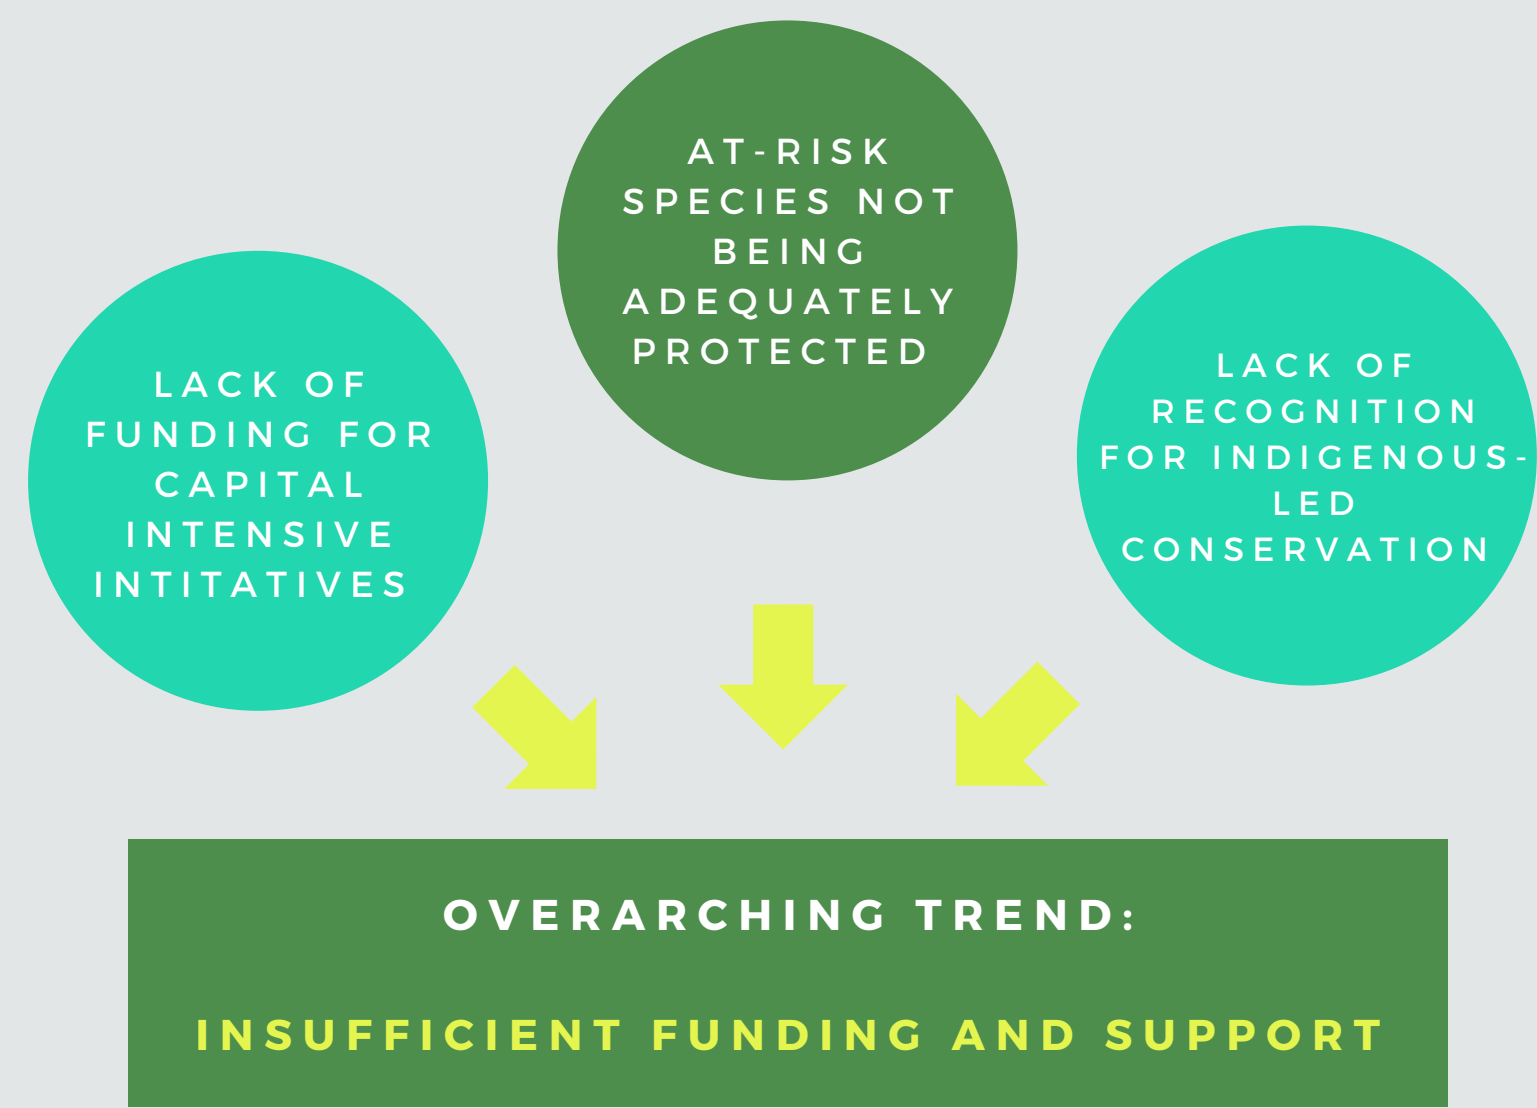 LACK OF
FUNDING FOR
CAPITAL
INTENSIVE
INTITATIVES
AT-RISK
SPECIES NOT
BEING
ADEQUATELY
PROTECTED
LACK OF
RECOGNITION
FOR INDIGENOUS-
LED
CONSERVATION
OVERARCHING TREND:
INSUFFICIENT FUNDING AND SUPPORT